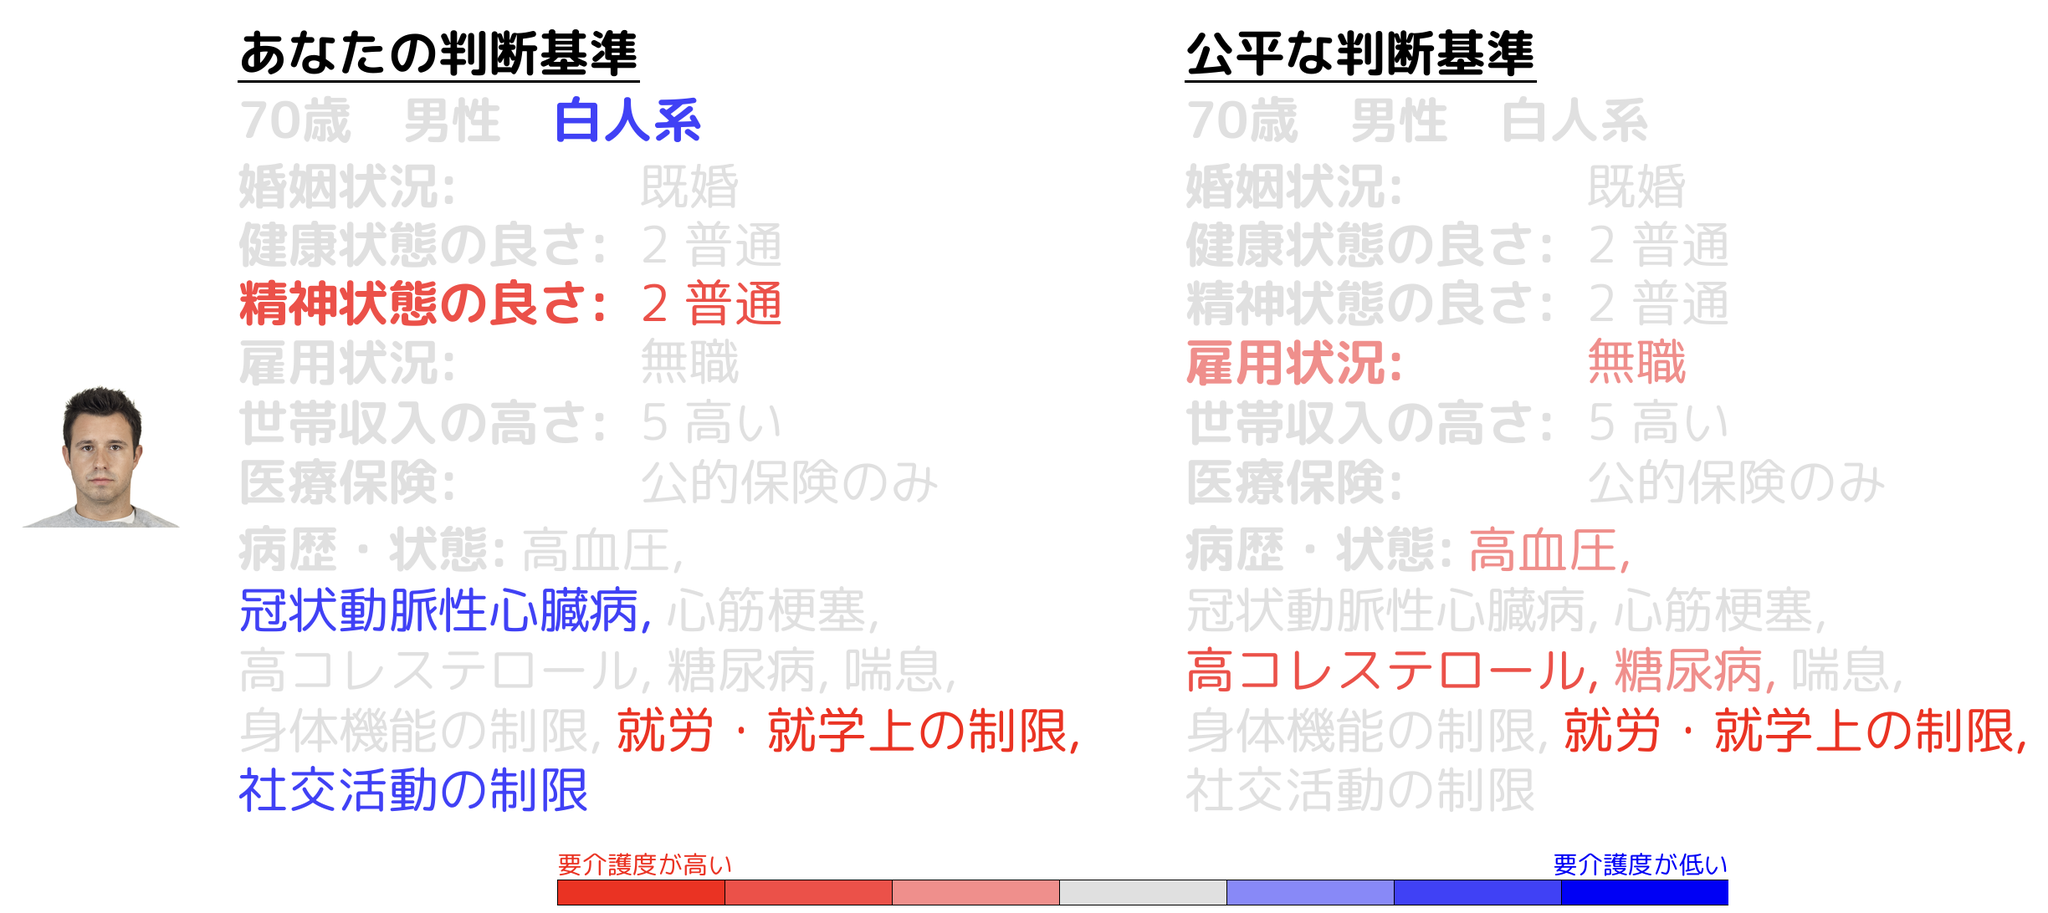 あなたの判断基準
70歳　男性　白人系
婚姻状況: 既婚
健康状態の良さ: 2 普通
精神状態の良さ: 2 普通
雇用状況: 無職
世帯収入の高さ: 5 高い
医療保険: 公的保険のみ
病歴・状態: 高血圧,
冠状動脈性心臓病, 心筋梗塞,
高コレステロール, 糖尿病, 喘息,
身体機能の制限, 就労・就学上の制限,
社交活動の制限
公平な判断基準
70歳　男性　白人系
婚姻状況: 既婚
健康状態の良さ: 2 普通
精神状態の良さ: 2 普通
雇用状況: 無職
世帯収入の高さ: 5 高い
医療保険: 公的保険のみ
病歴・状態: 高血圧,
冠状動脈性心臓病, 心筋梗塞,
高コレステロール, 糖尿病, 喘息,
身体機能の制限, 就労・就学上の制限,
社交活動の制限
要介護度が高い
要介護度が低い